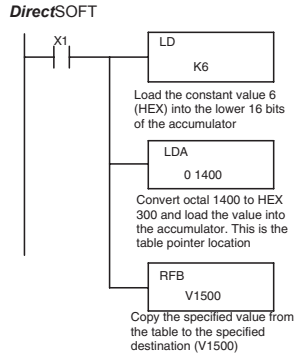 DirectSOFT
X1
LD
K6
Load the constant value 6
(HEX) into the lower 16 bits
of the accumulator
LDA
0 1400
Convert octal 1400 to HEX
300 and load the value into
the accumulator. This is the
table pointer location
RFB
V1500
Copy the specified value from
the table to the specified
destination (V1500)